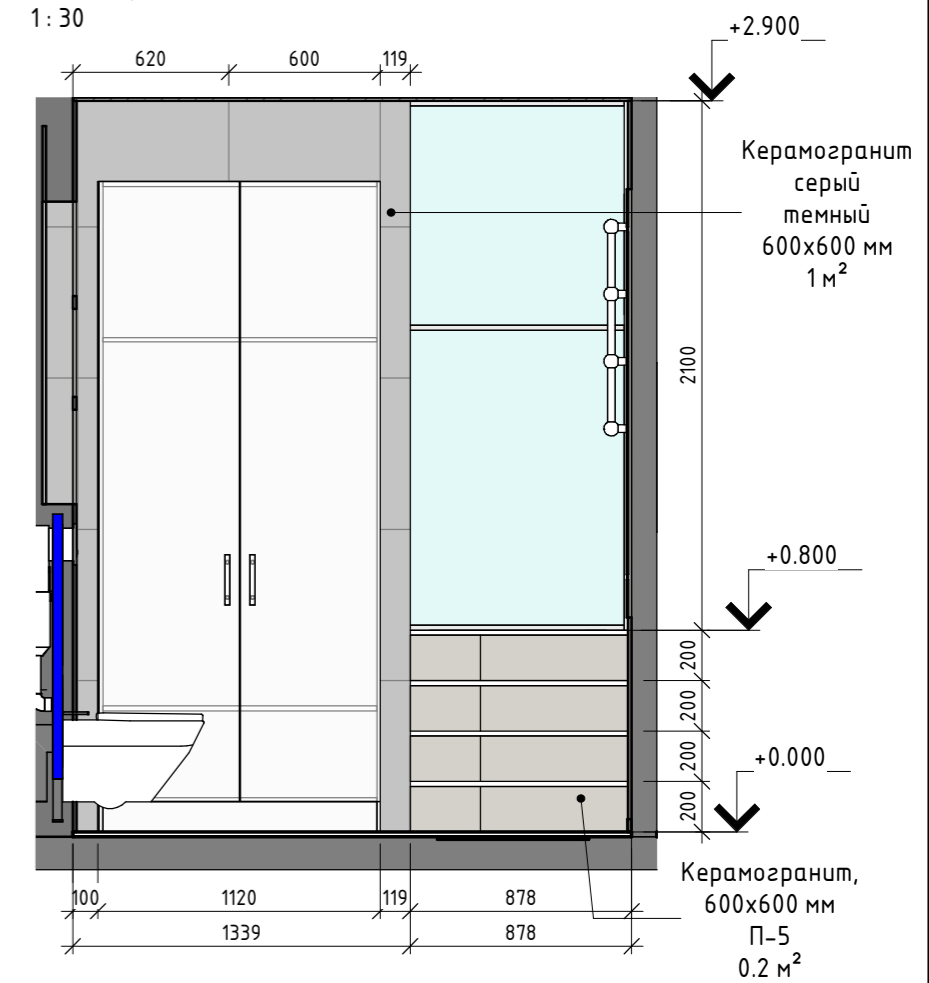 1:30
+2.900
620
600
119
Керамогранит
серый
темный
600х600 мм
1 м²
2100
+0.800
200
200
200
200
+0.000
100
1120
119
878
1339
878
Керамогранит,
600х600 мм
П-5
0.2 м²